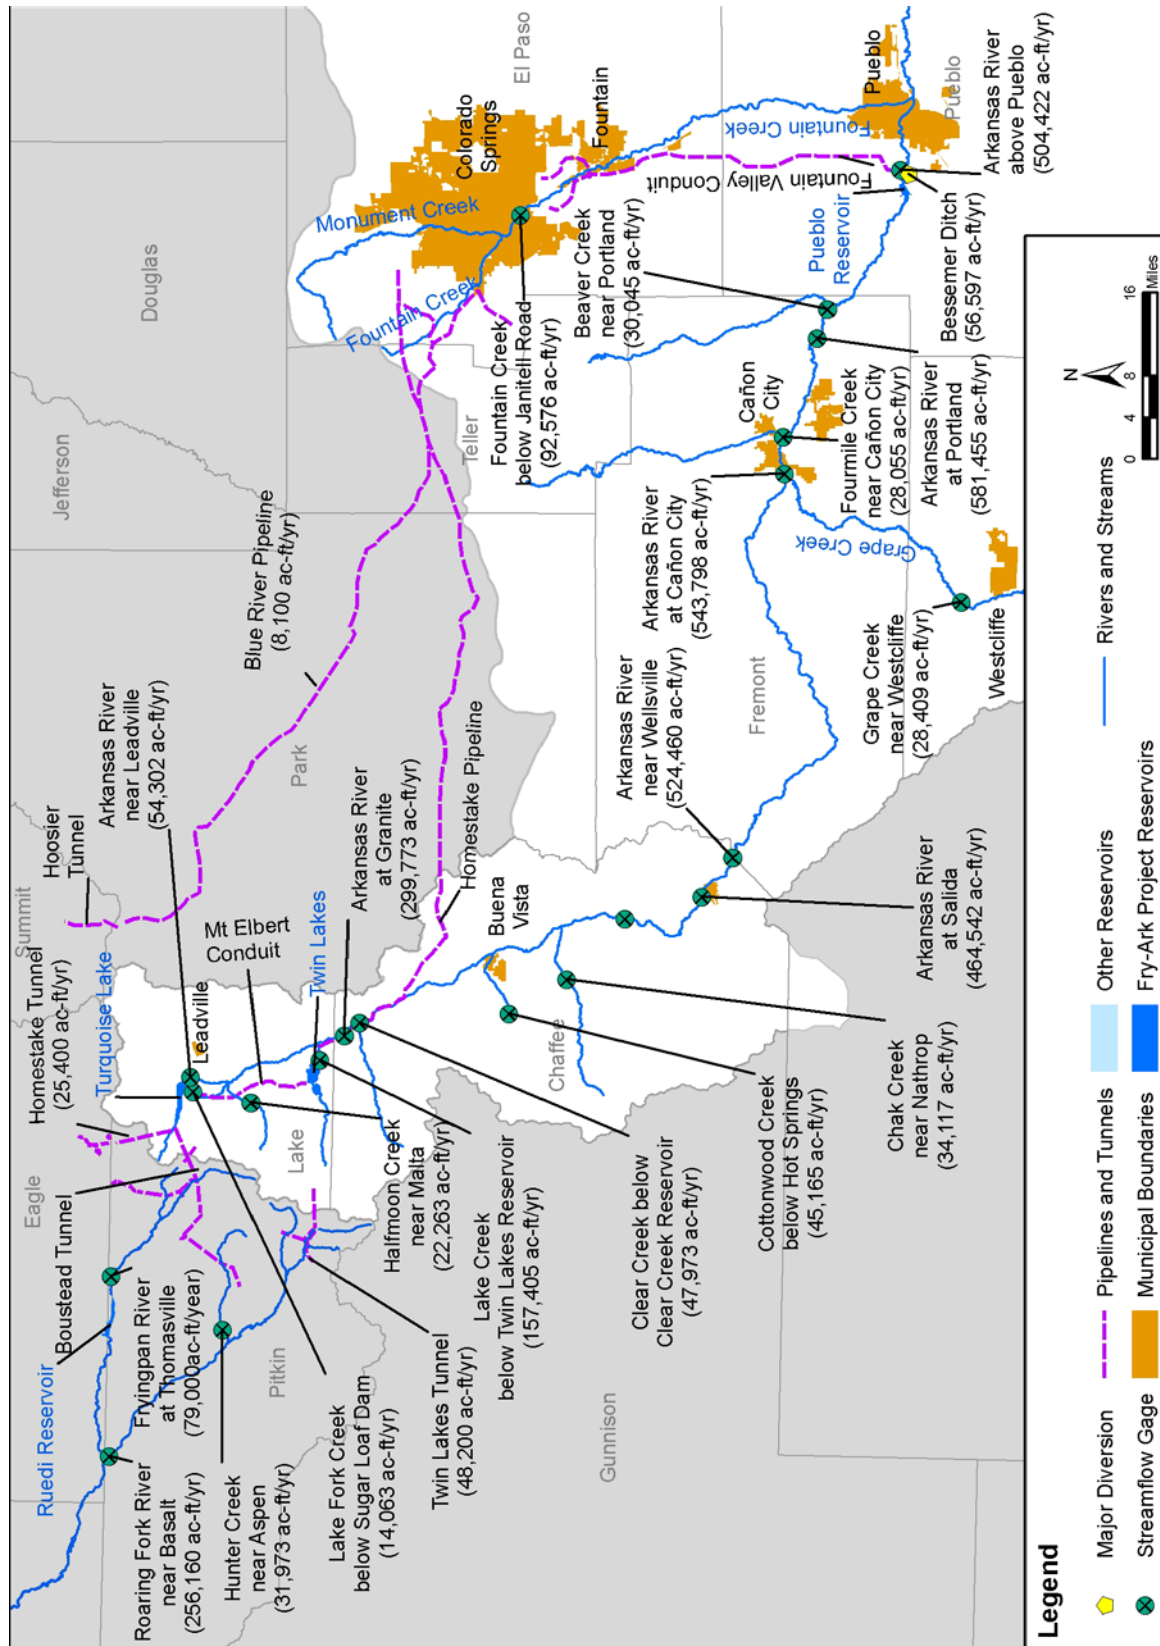 Summit
Hoosier
Tunnel
Homestake Tunnel
(25,400 ac-ft/yr)
Eagle
Turquoise Lake
Boustead Tunnel
Ruedi Reservoir
Roaring Fork River
near Basalt
(256,160 ac-ft/yr)
Fryingpan River
at Thomasville
(79,000ac-ft/year)
Hunter Creek
near Aspen
(31,973 ac-ft/yr)
Pitkin
Lake Fork Creek
below Sugar Loaf Dam
(14,063 ac-ft/yr)
Twin Lakes Tunnel
(48,200 ac-ft/yr)
Halfmoon Creek
near Malta
(22,263 ac-ft/yr)
Lake Creek
below Twin Lakes Reservoir
(157,405 ac-ft/yr)
Lake
Leadville
Arkansas River
near Leadville
(54,302 ac-ft/yr)
Mt Elbert
Conduit
Twin Lakes
Arkansas River
at Granite
(299,773 ac-ft/yr)
Park
Blue River Pipeline
(8,100 ac-ft/yr)
Homestake Pipeline
Jefferson
Douglas
Teller
El Paso
Monument Creek
Fountain Creek
Colorado
Springs
Fountain
Fountain Creek
below Janitell Road
(92,576 ac-ft/yr)
Fountain Valley Conduit
Fountain Creek
Pueblo
Pueblo
Pueblo
Reservoir
Beaver Creek
near Portland
(30,045 ac-ft/yr)
Arkansas River
above Pueblo
(504,422 ac-ft/yr)
Bessemer Ditch
(56,597 ac-ft/yr)
Cañon
City
Fourmile Creek
near Cañon City
(28,055 ac-ft/yr)
Arkansas River
at Portland
(581,455 ac-ft/yr)
Arkansas River
at Cañon City
(543,798 ac-ft/yr)
Grape Creek
Grape Creek
near Westcliffe
(28,409 ac-ft/yr)
Westcliffe
Fremont
Arkansas River
near Wellsville
(524,460 ac-ft/yr)
Arkansas River
at Salida
(464,542 ac-ft/yr)
Buena
Vista
Chaffee
Chak Creek
near Nathrop
(34,117 ac-ft/yr)
Cottonwood Creek
below Hot Springs
(45,165 ac-ft/yr)
Clear Creek below
Clear Creek Reservoir
(47,973 ac-ft/yr)
Gunnison
N
0 4 8 16
Miles
Legend
Major Diversion
Streamflow Gage
Pipelines and Tunnels
Municipal Boundaries
Other Reservoirs
Fry-Ark Project Reservoirs
Rivers and Streams